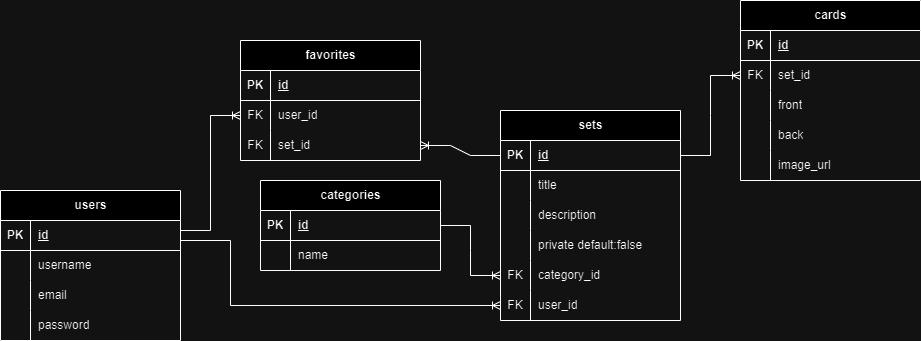 cards
PK id
FK set_id
front
back
image_url
favorites
PK id
FK user_id
FK set_id
sets
PK id
title
description
private default:false
FK category_id
FK user_id
categories
PK id
name
users
PK id
username
email
password